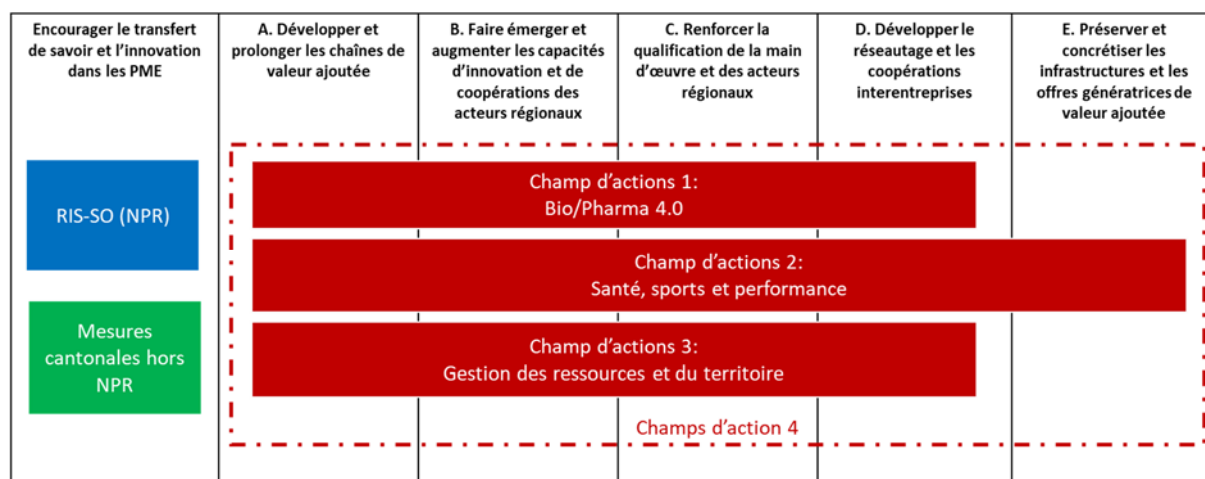 Encourager le transfert
de savoir et l’innovation
dans les PME
A. Développer et
prolonger les chaînes de
valeur ajoutée
B. Faire émerger et
augmenter les capacités
d’innovation et de
coopérations des
acteurs régionaux
C. Renforcer la
qualification de la main
d’œuvre et des acteurs
régionaux
D. Développer le
réseautage et les
coopérations
interentreprises
E. Préserver et
concrétiser les
infrastructures et les
offres génératrices de
valeur ajoutée
RIS-SO (NPR)
Mesures
cantonales hors
NPR
Champ d’actions 1:
Bio/Pharma 4.0
Champ d’actions 2:
Santé, sports et performance
Champ d’actions 3:
Gestion des ressources et du territoire
Champs d’action 4